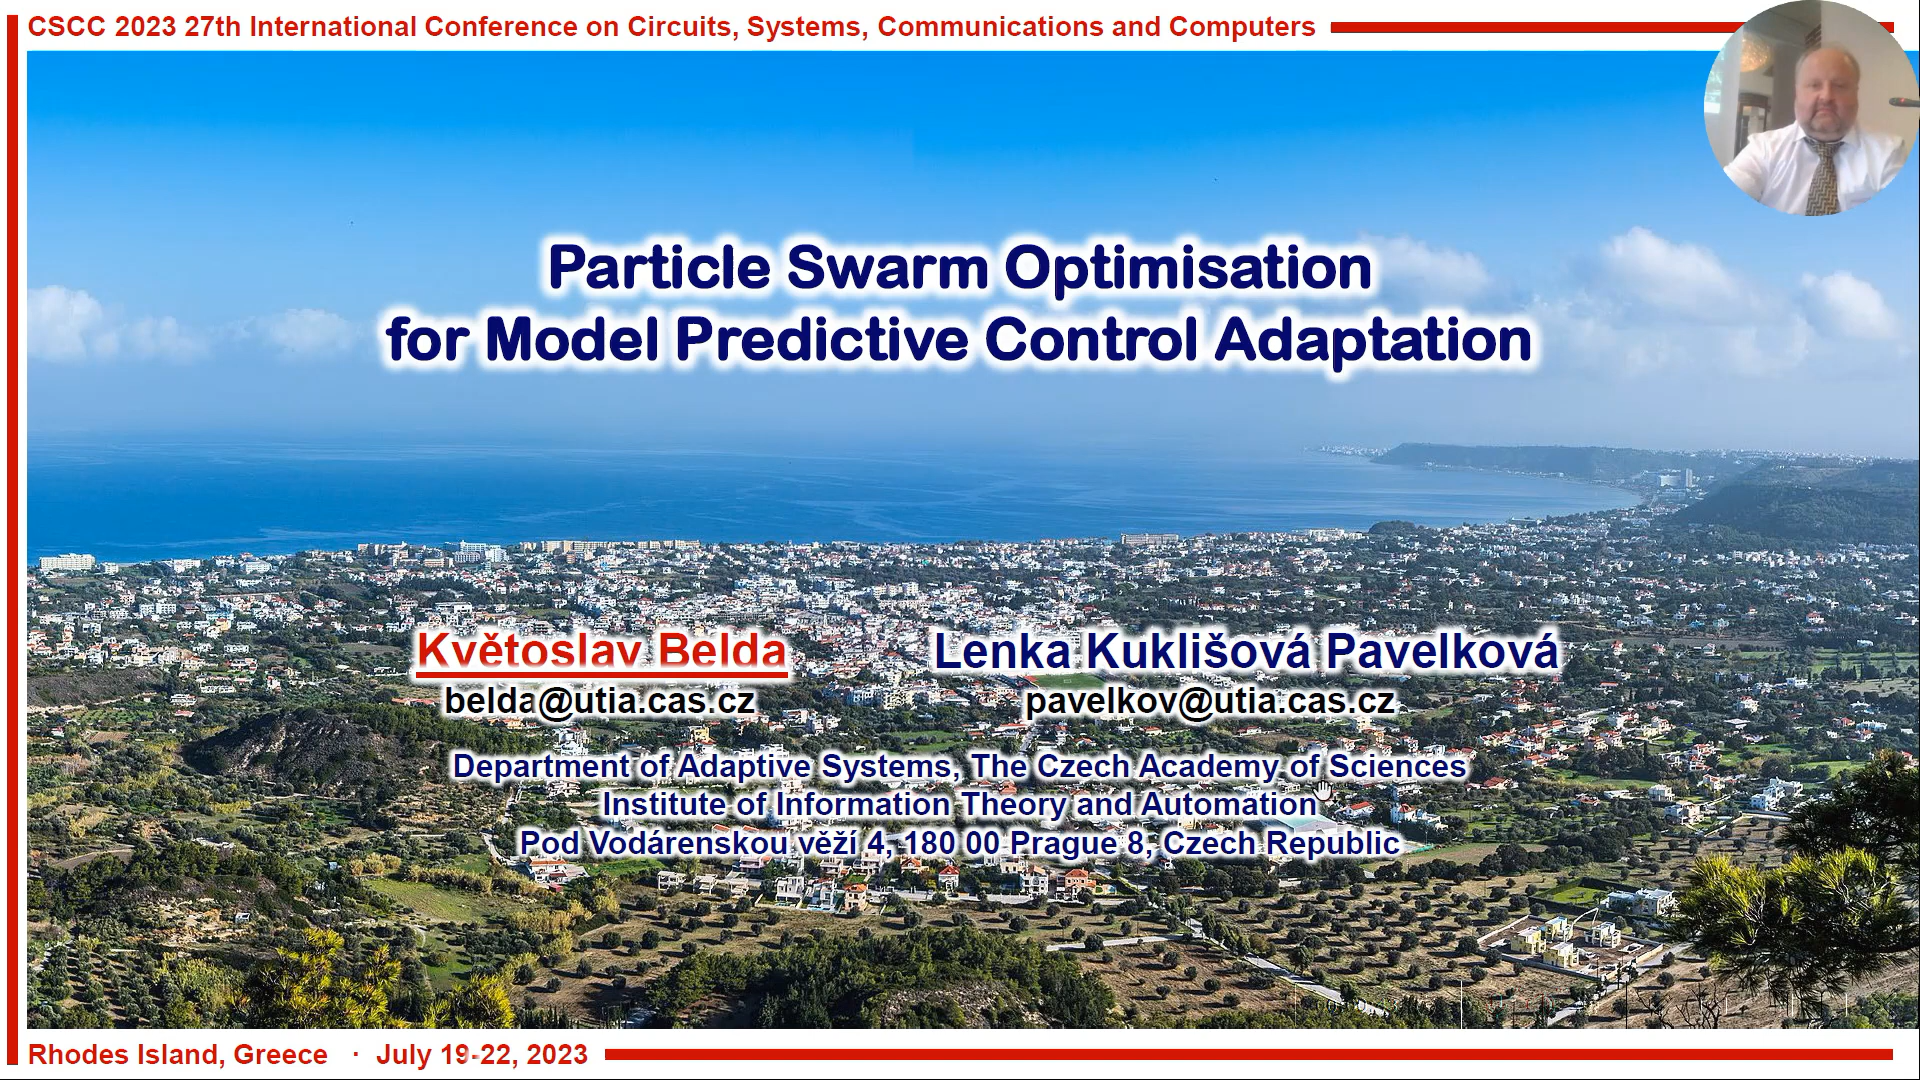 CSCC 2023 27th International Conference on Circuits, Systems, Communications and Computers
Particle Swarm Optimisation
for Model Predictive Control Adaptation
Květoslav Belda Lenka Kuklišová Pavelková
belda@utia.cas.cz pavelkov@utia.cas.cz
Department of Adaptive Systems, The Czech Academy of Sciences
Institute of Information Theory and Automation
Pod Vodárenskou věží 4, 180 00 Prague 8, Czech Republic
Rhodes Island, Greece · July 19-22, 2023